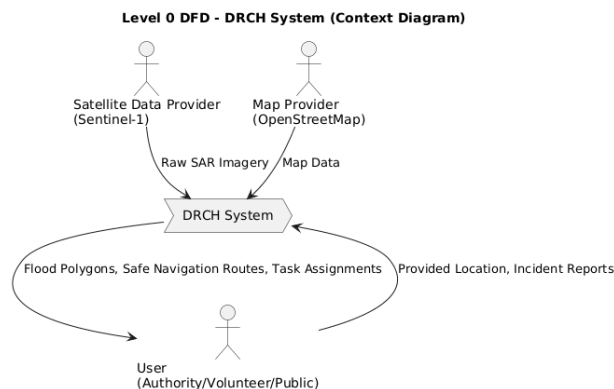 Level 0 DFD - DRCH System (Context Diagram)
Satellite Data Provider
(Sentinel-1)
Map Provider
(OpenStreetMap)
Raw SAR Imagery
Map Data
DRCH System
Flood Polygons, Safe Navigation Routes, Task Assignments
Provided Location, Incident Reports
User
(Authority/Volunteer/Public)